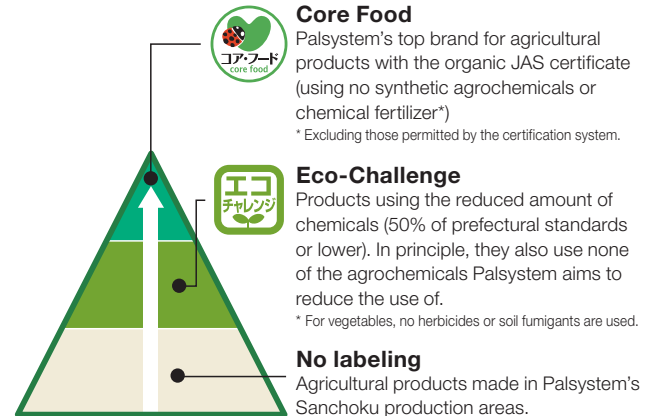 コア・フード
core food
Core Food
Palsystem's top brand for agricultural
products with the organic JAS certificate
(using no synthetic agrochemicals or
chemical fertilizer*)
* Excluding those permitted by the certification system.
エコ
チャレンジ
Eco-Challenge
Products using the reduced amount of
chemicals (50% of prefectural standards
or lower). In principle, they also use none
of the agrochemicals Palsystem aims to
reduce the use of.
* For vegetables, no herbicides or soil fumigants are used.
No labeling
Agricultural products made in Palsystem's
Sanchoku production areas.